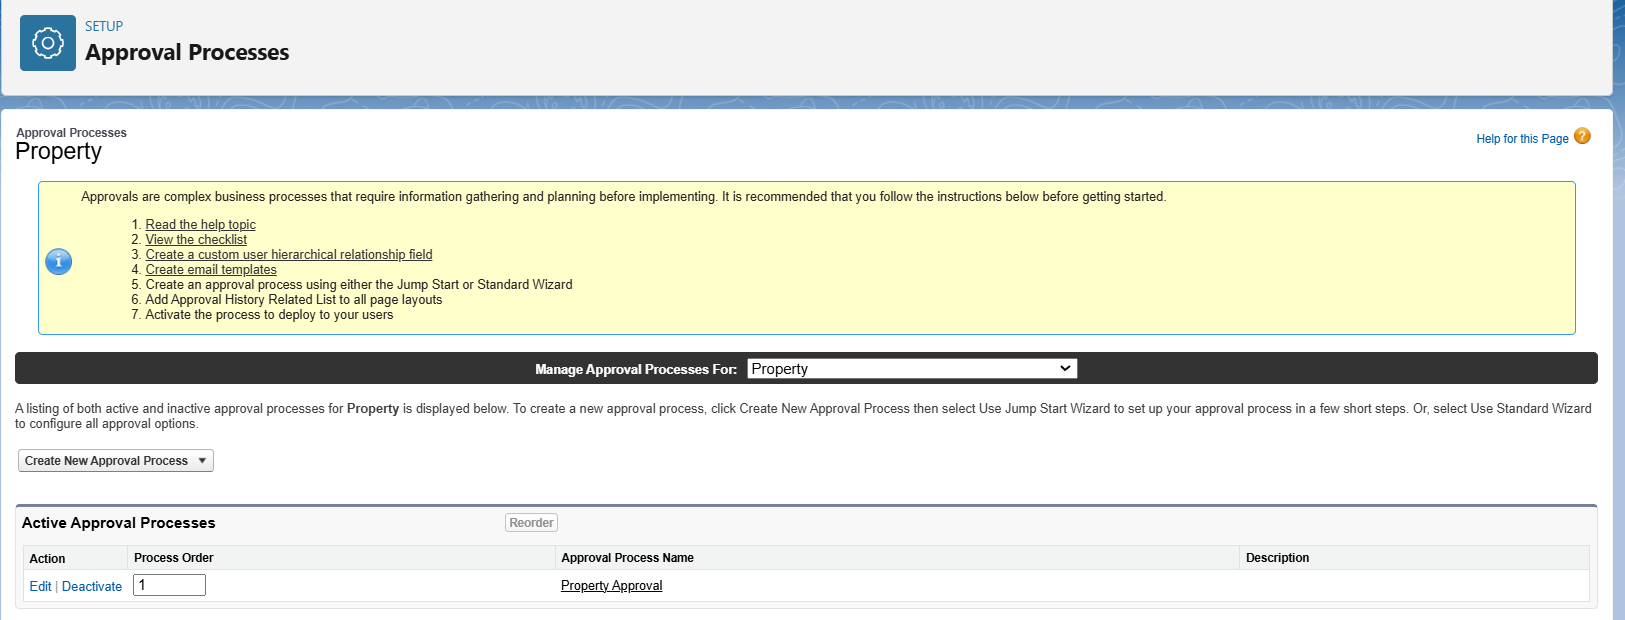 SETUP
Approval Processes
Approval Processes
Property
Help for this Page ?
Approvals are complex business processes that require information gathering and planning before implementing. It is recommended that you follow the instructions below before getting started.
1. Read the help topic
2. View the checklist
3. Create a custom user hierarchical relationship field
4. Create email templates
5. Create an approval process using either the Jump Start or Standard Wizard
6. Add Approval History Related List to all page layouts
7. Activate the process to deploy to your users
Manage Approval Processes For: Property
A listing of both active and inactive approval processes for Property is displayed below. To create a new approval process, click Create New Approval Process then select Use Jump Start Wizard to set up your approval process in a few short steps. Or, select Use Standard Wizard
to configure all approval options.
Create New Approval Process
Active Approval Processes Reorder
Action Process Order Approval Process Name Description
Edit | Deactivate 1 Property Approval